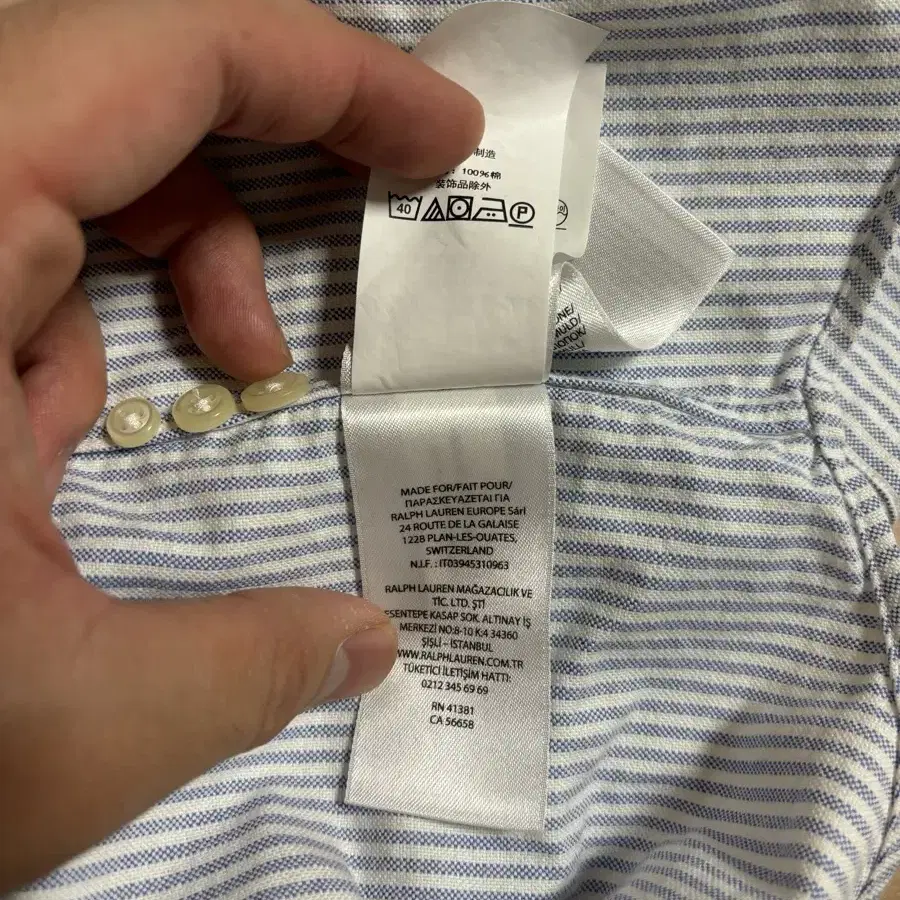 制造
100%棉
装饰品除外
40 P
MADE FOR/FAIT POUR/
ΠΑΡΑΣΚΕΥΑΖΕΤΑΙ ΓΙΑ
RALPH LAUREN EUROPE Sárl
24 ROUTE DE LA GALAISE
1228 PLAN-LES-OUATES,
SWITZERLAND
N.I.F. : IT03945310963
RALPH LAUREN MAĞAZACILIK VE
TİC. LTD. ŞTİ
ESENTEPE KASAP SOK. ALTINAY İŞ
MERKEZİ NO:8-10 K:4 34360
ŞİŞLİ – İSTANBUL
WWW.RALPHLAUREN.COM.TR
TÜKETİCİ İLETİŞİM HATTI:
0212 345 69 69
RN 41381
CA 56658